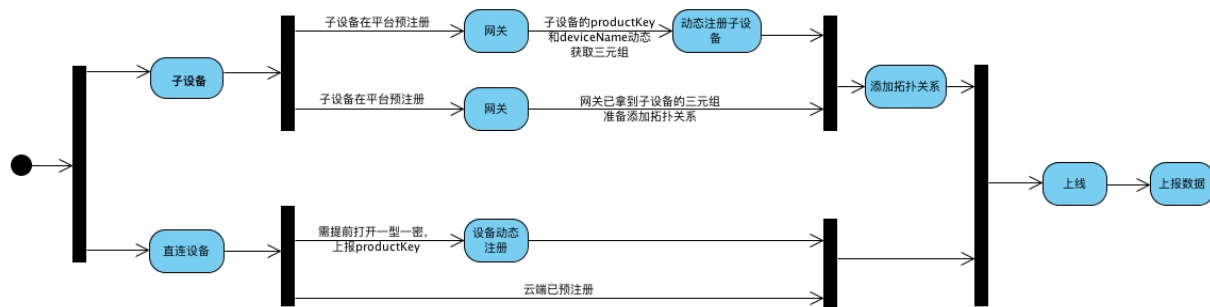 子设备在平台预注册
网关
子设备的productKey
和deviceName动态
获取三元组
动态注册子设
备
子设备
子设备在平台预注册
网关
网关已拿到子设备的三元组
准备添加拓扑关系
添加拓扑关系
上线
上报数据
直连设备
需提前打开一型一密，
上报productKey
设备动态
注册
云端已预注册